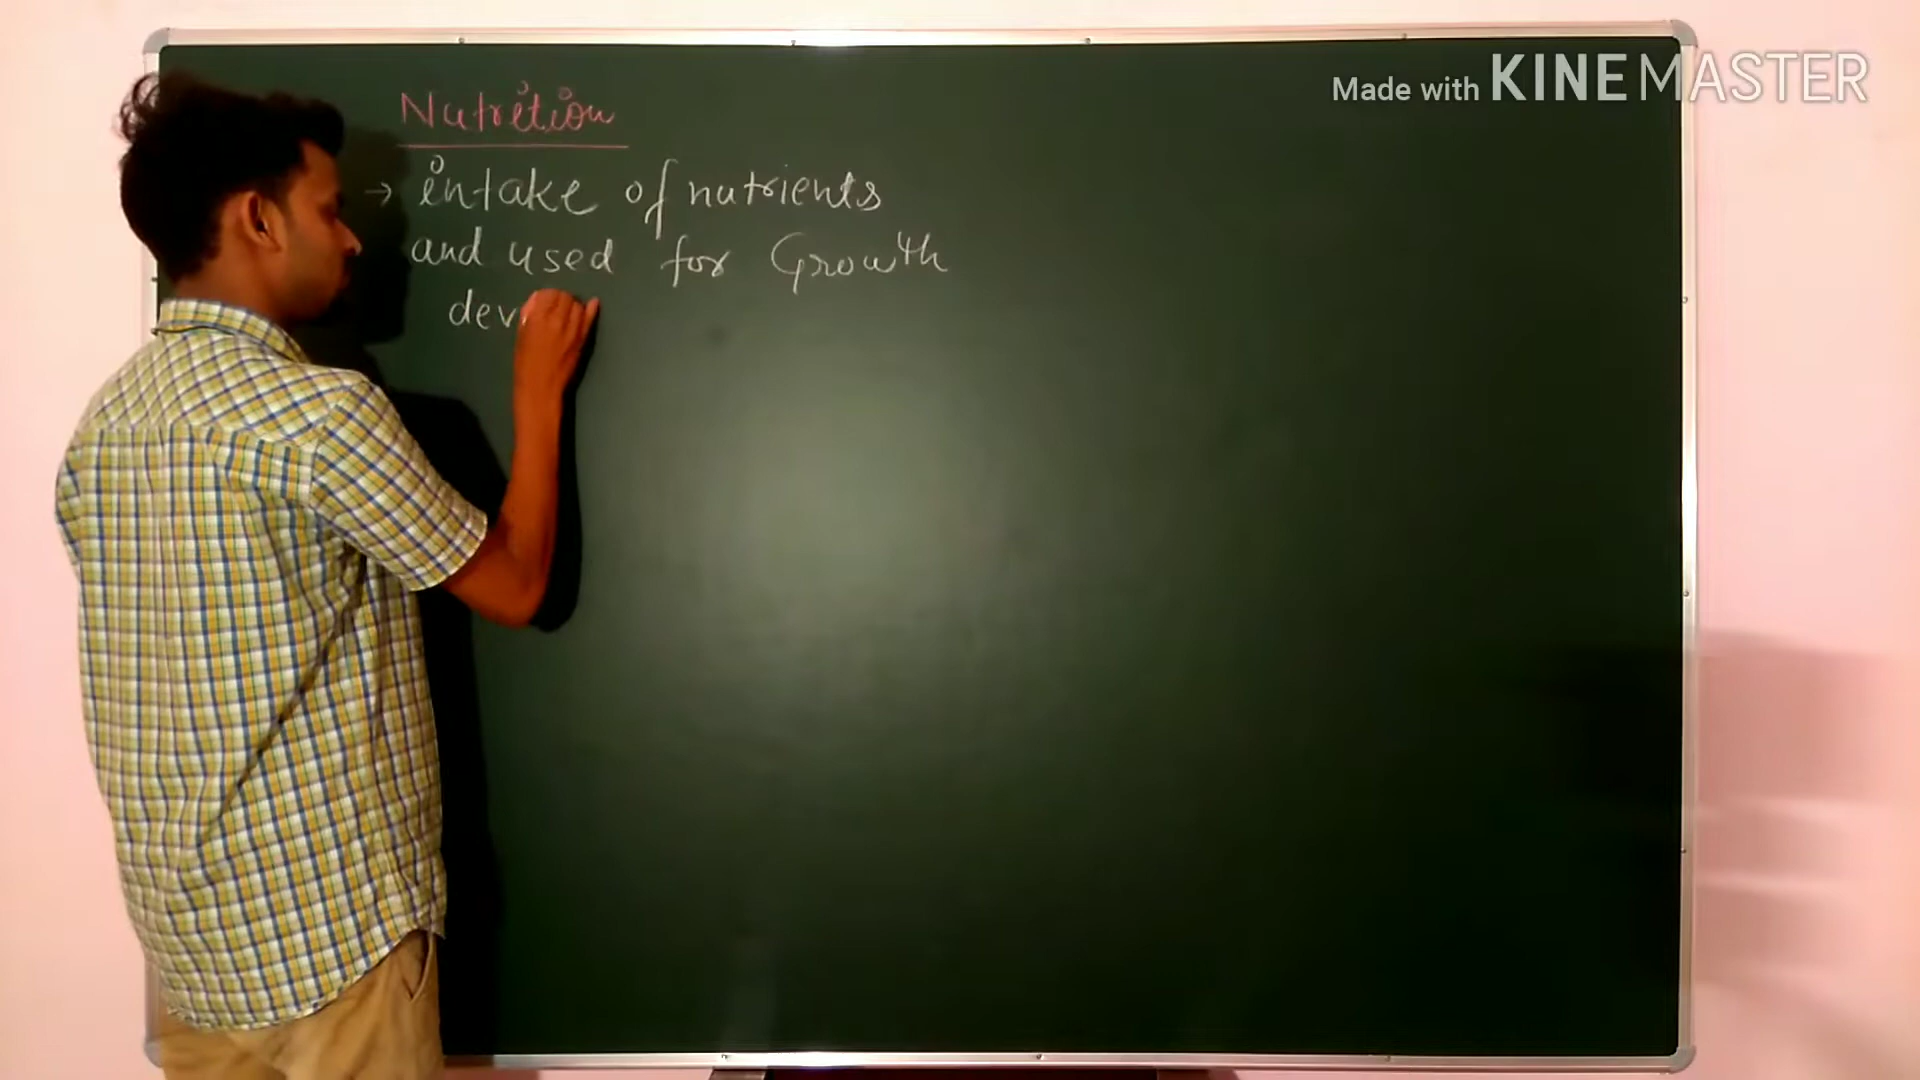 Made with KINEMASTER
Nutrition
→ intake of nutrients
and used for Growth
dev